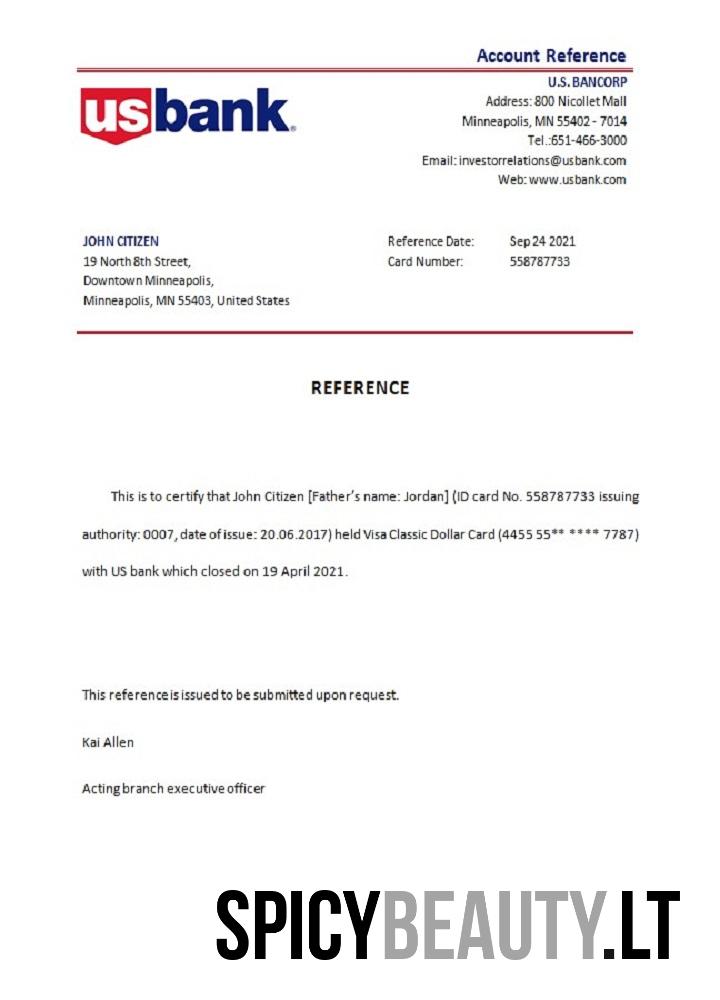 Account Reference
usbank
U.S. BANCORP
Address: 800 Nicollet Mall
Minneapolis, MN 55402 - 7014
Tel.:651-466-3000
Email: investorrelations@usbank.com
Web: www.usbank.com
JOHN CITIZEN
19 North 8th Street,
Downtown Minneapolis,
Minneapolis, MN 55403, United States
Reference Date: Sep 24 2021
Card Number: 558787733
REFERENCE
This is to certify that John Citizen [Father's name: Jordan] (ID card No. 558787733 issuing
authority: 0007, date of issue: 20.06.2017) held Visa Classic Dollar Card (4455 55** **** 7787)
with US bank which closed on 19 April 2021.
This reference is issued to be submitted upon request.
Kai Allen
Acting branch executive officer
SPICYBEAUTY.LT